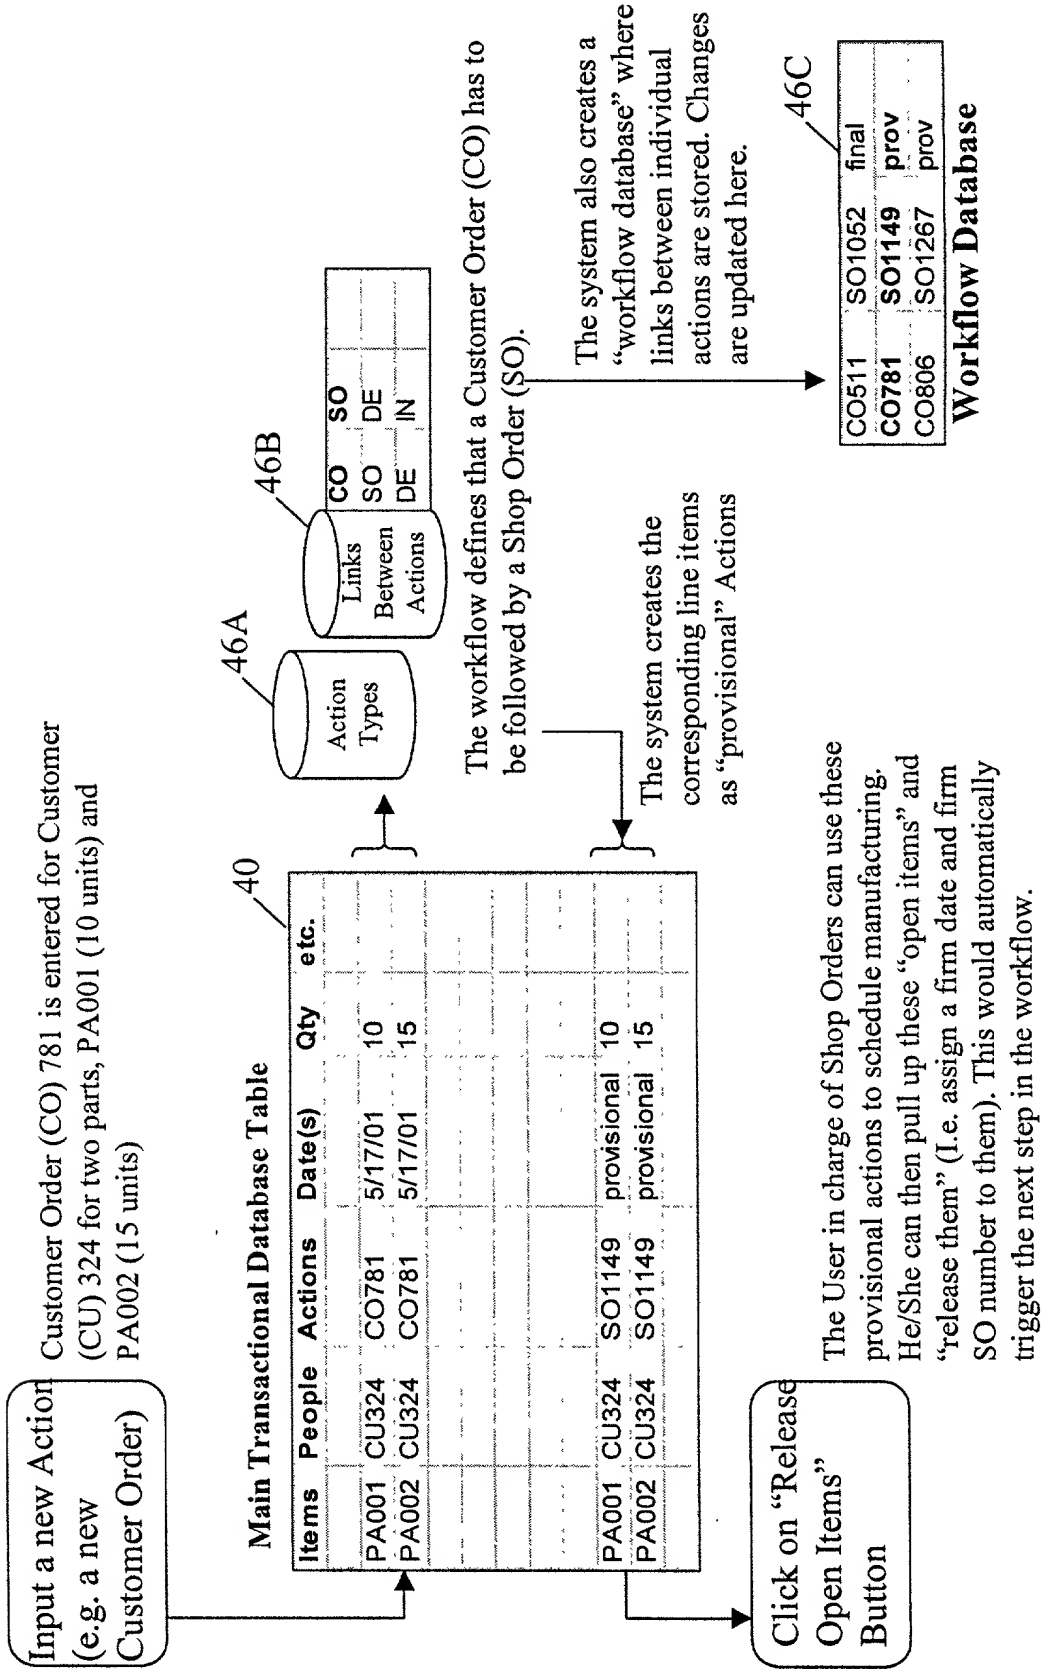 Input a new Action
(e.g. a new
Customer Order)
Customer Order (CO) 781 is entered for Customer
(CU) 324 for two parts, PA001 (10 units) and
PA002 (15 units)
Main Transactional Database Table
40
Items People Actions Date(s) Qty etc.
PA001 CU324 CO781 5/17/01 10
PA002 CU324 CO781 5/17/01 15
PA001 CU324 SO1149 provisional 10
PA002 CU324 SO1149 provisional 15
46A
Action
Types
46B
Links
Between
Actions
CO SO
SO DE
DE IN
The workflow defines that a Customer Order (CO) has to
be followed by a Shop Order (SO).
The system creates the
corresponding line items
as “provisional” Actions
The system also creates a
“workflow database” where
links between individual
actions are stored. Changes
are updated here.
46C
CO511 SO1052 final
CO781 SO1149 prov
CO806 SO1267 prov
Workflow Database
Click on “Release
Open Items”
Button
The User in charge of Shop Orders can use these
provisional actions to schedule manufacturing.
He/She can then pull up these “open items” and
“release them” (I.e. assign a firm date and firm
SO number to them). This would automatically
trigger the next step in the workflow.